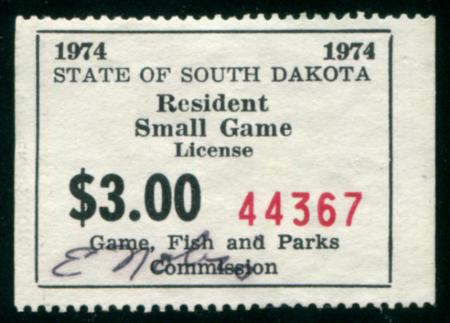 1974 1974
STATE OF SOUTH DAKOTA
Resident
Small Game
License
$3.00 44367
Game, Fish and Parks
Commission